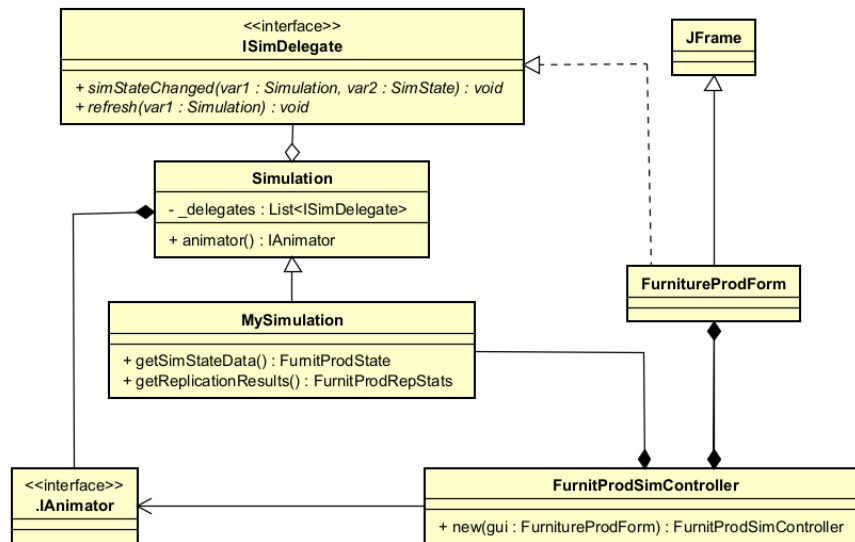 <<interface>>
ISimDelegate
+ simStateChanged(var1 : Simulation, var2 : SimState) : void
+ refresh(var1 : Simulation) : void
JFrame
Simulation
- _delegates : List<ISimDelegate>
+ animator() : IAnimator
FurnitureProdForm
MySimulation
+ getSimStateData() : FurnitProdState
+ getReplicationResults() : FurnitProdRepStats
<<interface>>
.IAnimator
FurnitProdSimController
+ new(gui : FurnitureProdForm) : FurnitProdSimController